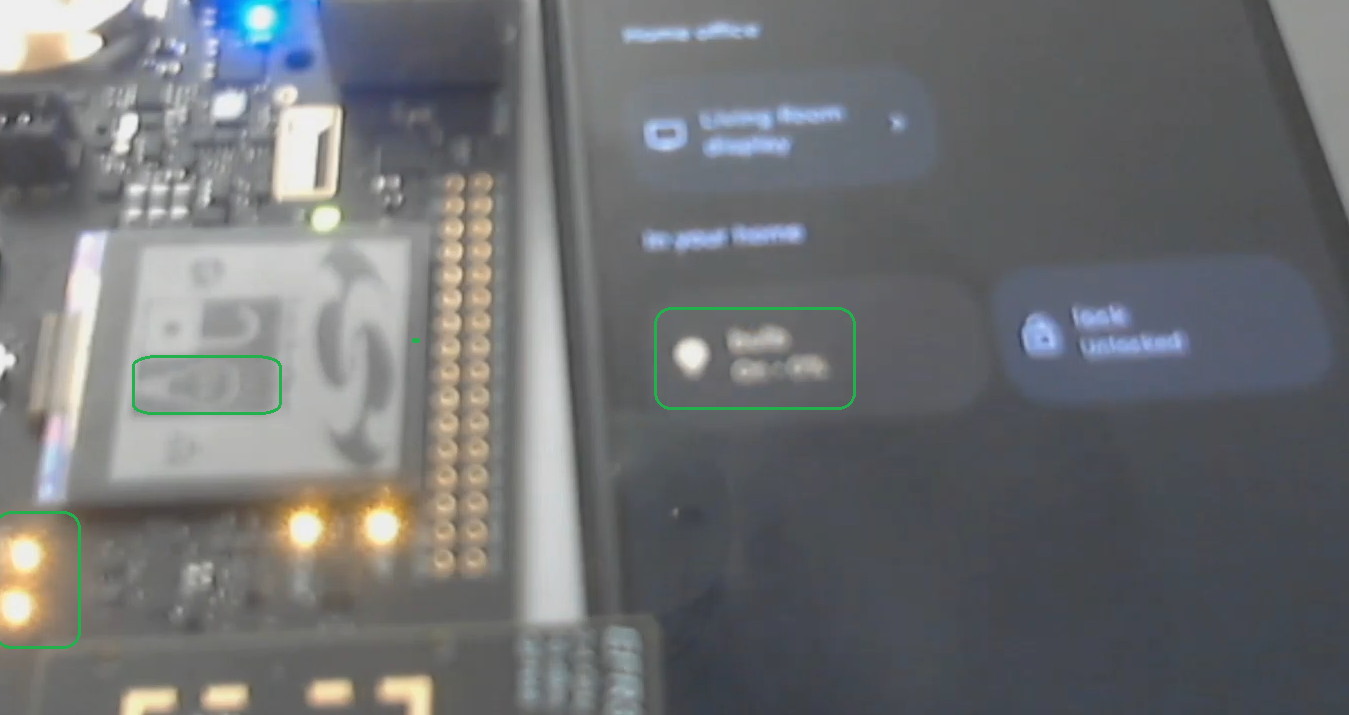 Home office
Living Room
display
In your home
bulb
lock
Unlocked